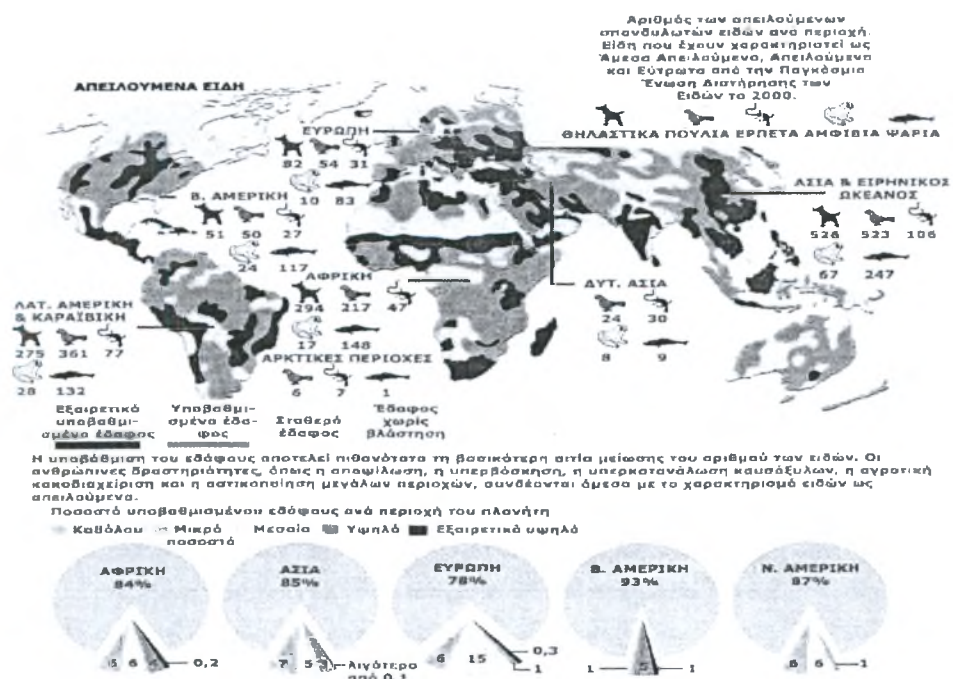 Αριθμός των απειλούμενων
σπονδυλωτών ειδών ανά περιοχή.
Είδη που έχουν χαρακτηριστεί ως
Άμεσα Απειλούμενα, Απειλούμενα
και Εύτρωτα από την Παγκόσμια
Ένωση Διατήρησης των
Ειδών το 2000.
ΘΗΛΑΣΤΙΚΑ ΠΟΥΛΙΑ ΕΡΠΕΤΑ ΑΜΦΙΒΙΑ ΨΑΡΙΑ
ΑΠΕΙΛΟΥΜΕΝΑ ΕΙΔΗ
ΕΥΡΩΠΗ
82 54 31
10 83
Β. ΑΜΕΡΙΚΗ
51 50 27
24 117
ΑΣΙΑ & ΕΙΡΗΝΙΚΟΣ
ΩΚΕΑΝΟΣ
526 523 106
67 247
ΑΦΡΙΚΗ
294 217 47
17 148
ΔΥΤ. ΑΣΙΑ
24 30
8 9
ΛΑΤ. ΑΜΕΡΙΚΗ
& ΚΑΡΑΪΒΙΚΗ
275 361 77
28 132
ΑΡΚΤΙΚΕΣ ΠΕΡΙΟΧΕΣ
6 7 1
Εξαιρετικά
υποβαθμι-
σμένο έδαφος
Υποβαθμι-
σμένο έδα-
φος
Σταθερό
έδαφος
Έδαφος
χωρίς
βλάστηση
Η υποβάθμιση του εδάφους αποτελεί πιθανότατα τη βασικότερη αιτία μείωσης του αριθμού των ειδών. Οι
ανθρώπινες δραστηριότητες, όπως η αποψίλωση, η υπερβόσκηση, η υπερκατανάλωση καυσόξυλων, η αγροτική
κακοδιαχείριση και η αστικοποίηση μεγάλων περιοχών, συνδέονται άμεσα με το χαρακτηρισμό ειδών ως
απειλούμενα.
Ποσοστό υποβαθμισμένου εδάφους ανά περιοχή του πλανήτη
Καθόλου Μικρό ποσοστό Μεσαίο Υψηλό Εξαιρετικά υψηλό
ΑΦΡΙΚΗ
84%
5 6 0,2
ΑΣΙΑ
85%
7 5 Λιγότερο
από 0,1
ΕΥΡΩΠΗ
78%
6 15 0,3
1
Β. ΑΜΕΡΙΚΗ
93%
1 5 1
Ν. ΑΜΕΡΙΚΗ
87%
6 6 1